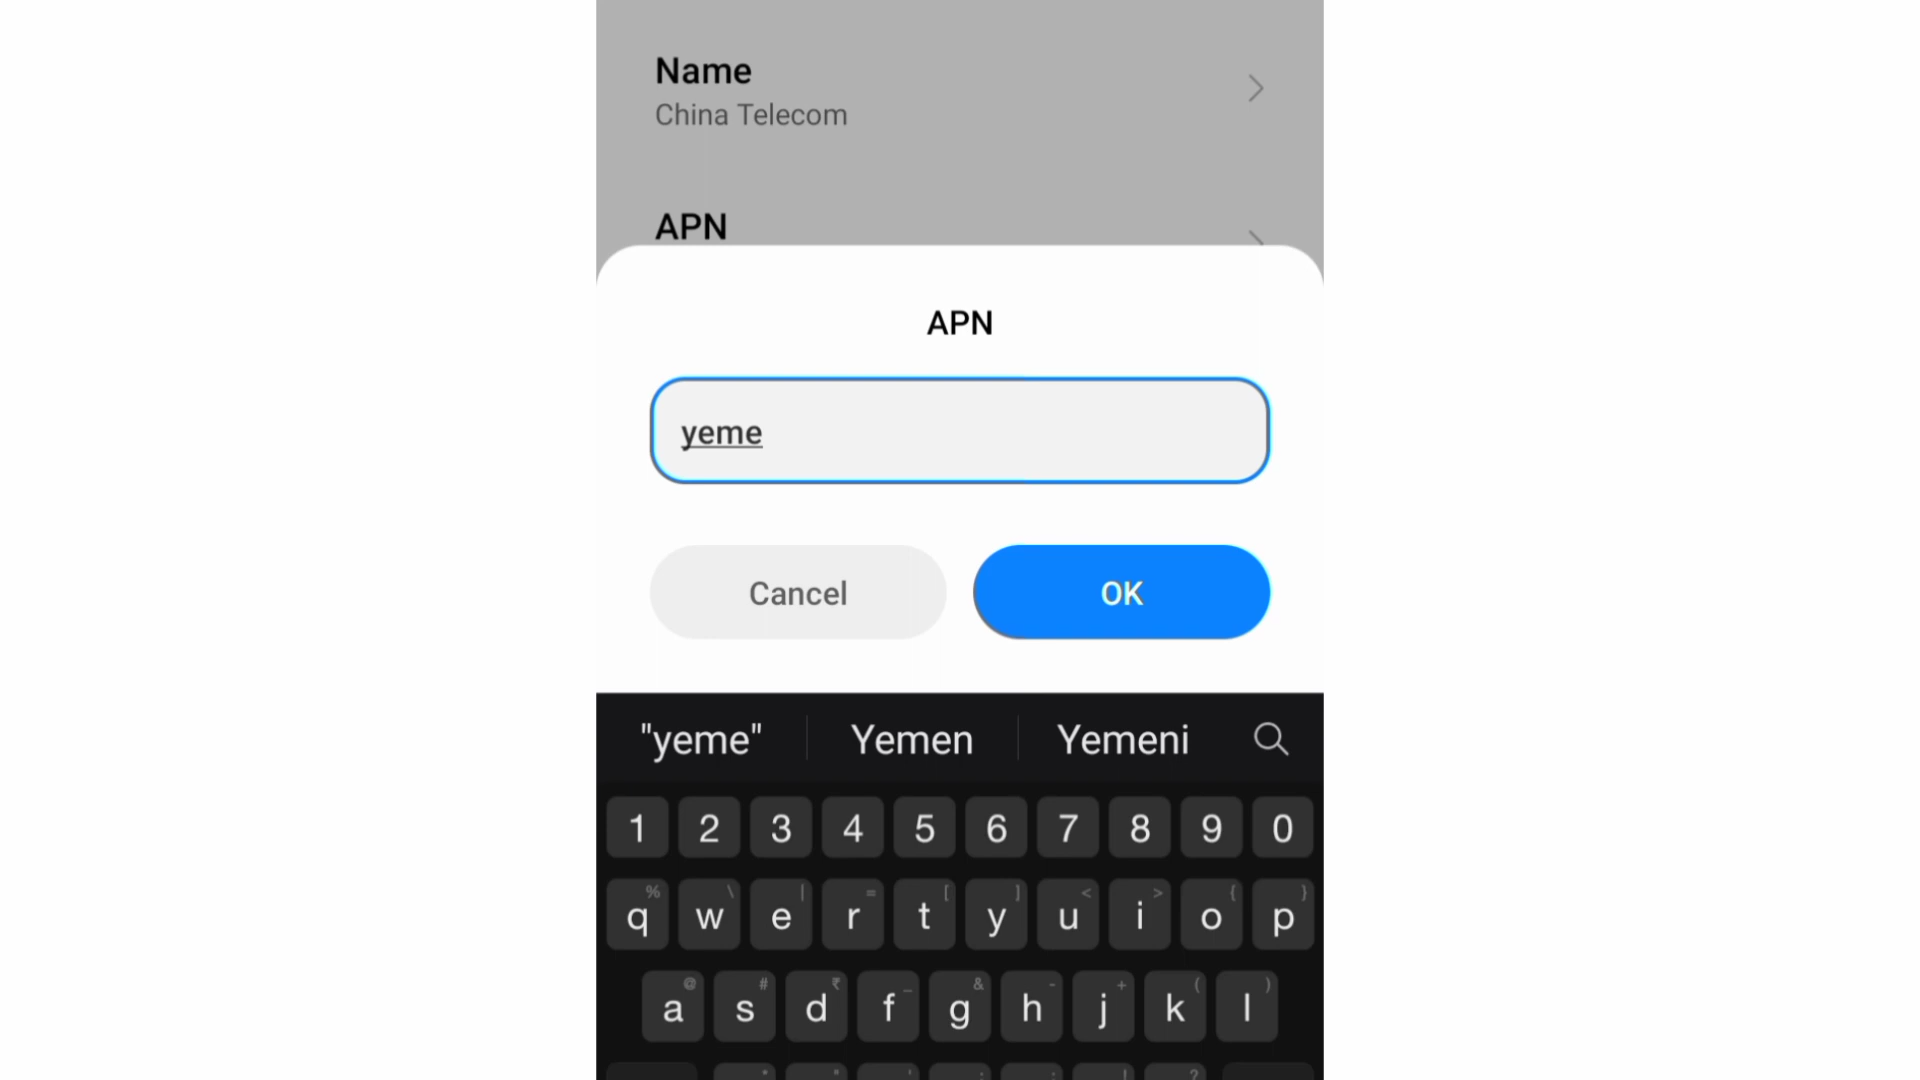 Name
China Telecom
APN
APN
yeme
Cancel OK
"yeme" Yemen Yemeni
1 2 3 4 5 6 7 8 9 0
% \ | = [ ] < > { }
q w e r t y u i o p
@ # ₹ _ & - + ( )
a s d f g h j k l